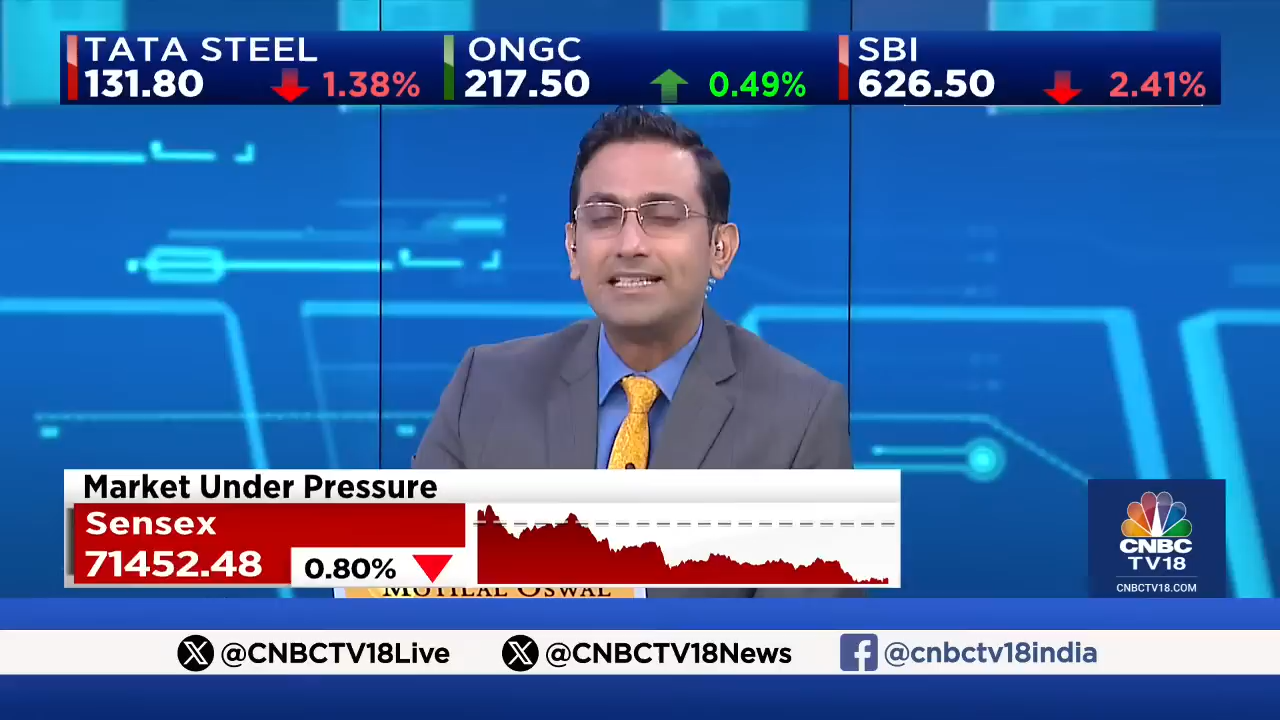 TATA STEEL
131.80 1.38%
ONGC
217.50 0.49%
SBI
626.50 2.41%
Market Under Pressure
Sensex
71452.48 0.80%
MOTILAL OSWAL
CNBC
TV18
CNBCTV18.COM
X @CNBCTV18Live X @CNBCTV18News f @cnbctv18india